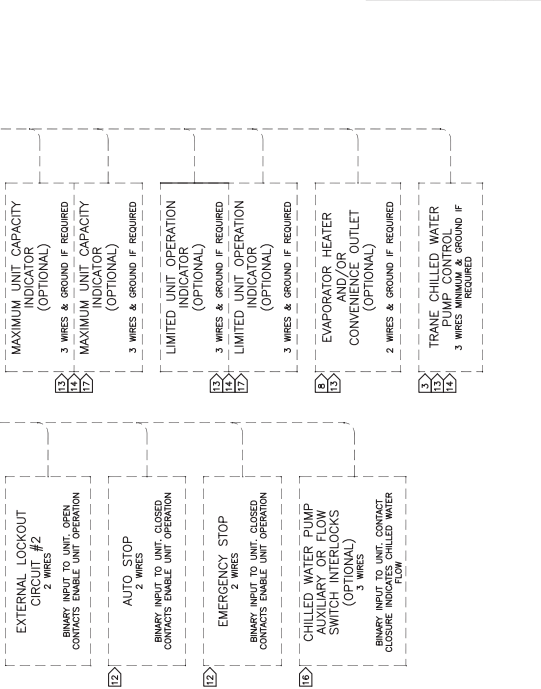 MAXIMUM UNIT CAPACITY
INDICATOR
(OPTIONAL)
3 WIRES & GROUND IF REQUIRED
MAXIMUM UNIT CAPACITY
INDICATOR
(OPTIONAL)
3 WIRES & GROUND IF REQUIRED
13
14
17
LIMITED UNIT OPERATION
INDICATOR
(OPTIONAL)
3 WIRES & GROUND IF REQUIRED
LIMITED UNIT OPERATION
INDICATOR
(OPTIONAL)
3 WIRES & GROUND IF REQUIRED
13
14
17
EVAPORATOR HEATER
AND/OR
CONVENIENCE OUTLET
(OPTIONAL)
2 WIRES & GROUND IF REQUIRED
8
13
TRANE CHILLED WATER
PUMP CONTROL
3 WIRES MINIMUM & GROUND IF
REQUIRED
3
13
14
EXTERNAL LOCKOUT
CIRCUIT #2
2 WIRES
BINARY INPUT TO UNIT. OPEN
CONTACTS ENABLE UNIT OPERATION
AUTO STOP
2 WIRES
BINARY INPUT TO UNIT. CLOSED
CONTACTS ENABLE UNIT OPERATION
12
EMERGENCY STOP
2 WIRES
BINARY INPUT TO UNIT. CLOSED
CONTACTS ENABLE UNIT OPERATION
12
CHILLED WATER PUMP
AUXILIARY OR FLOW
SWITCH INTERLOCKS
(OPTIONAL)
3 WIRES
BINARY INPUT TO UNIT. CONTACT
CLOSURE INDICATES CHILLED WATER
FLOW
16